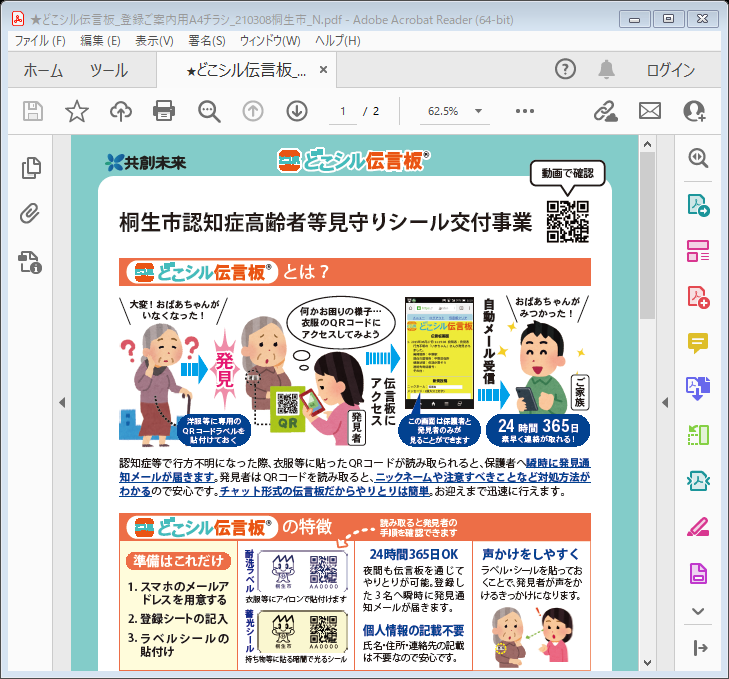 ★どこシル伝言板_登録ご案内用A4チラシ_210308桐生市_N.pdf - Adobe Acrobat Reader (64-bit)
ファイル(F) 編集(E) 表示(V) 署名(S) ウィンドウ(W) ヘルプ(H)
ホーム ツール ★どこシル伝言板_... × ログイン
1 / 2 62.5%
共創未来 どこシル伝言板®
動画で確認
桐生市認知症高齢者等見守りシール交付事業
どこシル伝言板® とは？
大変！おばあちゃんが
いなくなった！
発見
洋服等に専用の
QRコードラベルを
貼付けておく
何かお困りの様子…
衣服のQRコードに
アクセスしてみよう
QR
発見者
伝言板に
アクセス
どこシル伝言板
この画面は保護者と
発見者のみが
見ることができます
自動メール受信
おばあちゃんが
みつかった！
ご家族
24時間365日
素早く連絡が取れる！
認知症等で行方不明になった際、衣服等に貼ったQRコードが読み取られると、保護者へ瞬時に発見通
知メールが届きます。発見者はQRコードを読み取ると、ニックネームや注意すべきことなど対処方法が
わかるので安心です。チャット形式の伝言板だからやりとりは簡単。お迎えまで迅速に行えます。
どこシル伝言板® の特徴
読み取ると発見者の
手順を確認できます
準備はこれだけ
1. スマホのメールア
ドレスを用意する
2. 登録シートの記入
3. ラベルシールの
貼付け
耐洗ラベル
桐生市 AA0000
衣服等にアイロンで貼付けます
蓄光シール
桐生市 AA0000
持ち物等に貼る暗闇で光るシール
24時間365日OK
夜間も伝言板を通じて
やりとりが可能。登録し
た3名へ瞬時に発見通
知メールが届きます。
個人情報の記載不要
氏名・住所・連絡先の記載
は不要なので安心です。
声かけをしやすく
ラベル・シールを貼ってお
くことで、発見者が声をか
けるきっかけになります。